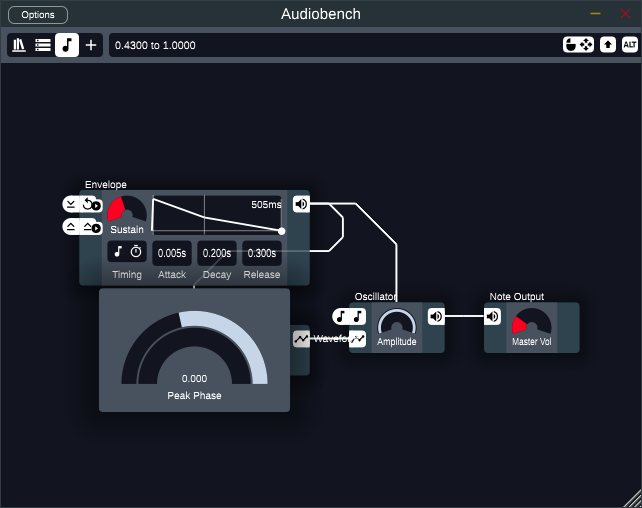 Options
Audiobench
0.4300 to 1.0000
ALT
Envelope
505ms
Sustain
0.005s 0.200s 0.300s
Timing Attack Decay Release
Oscillator
Note Output
Amplitude
Master Vol
0.000
Peak Phase